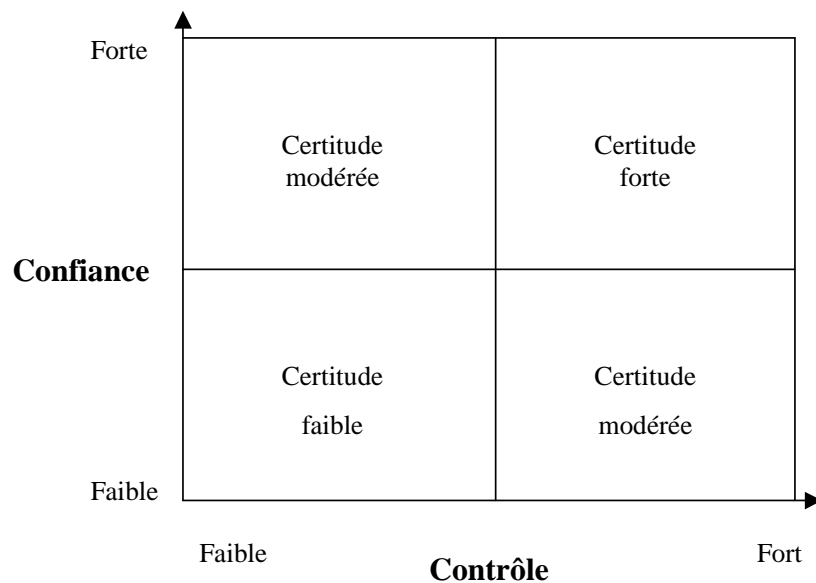 Forte
Certitude
modérée
Certitude
forte
Confiance
Certitude
faible
Certitude
modérée
Faible
Faible
Contrôle
Fort